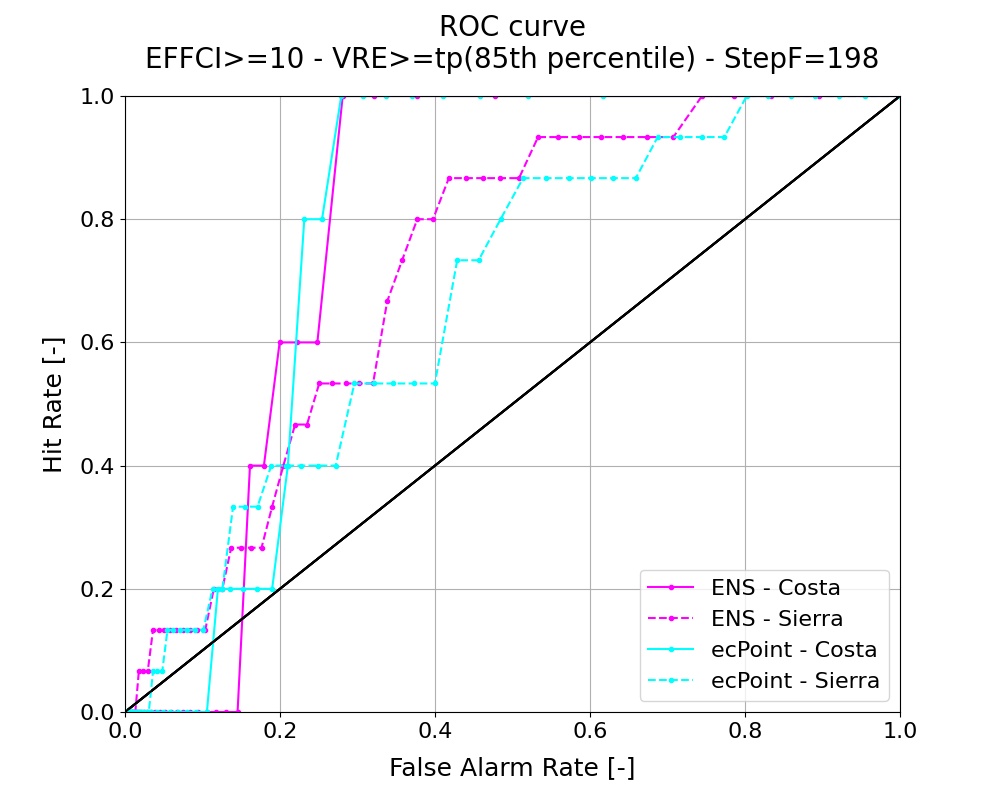 ROC curve
EFFCI>=10 - VRE>=tp(85th percentile) - StepF=198
1.0
0.8
0.6
0.4
0.2
0.0
Hit Rate [-]
0.0 0.2 0.4 0.6 0.8 1.0
False Alarm Rate [-]
ENS - Costa
ENS - Sierra
ecPoint - Costa
ecPoint - Sierra